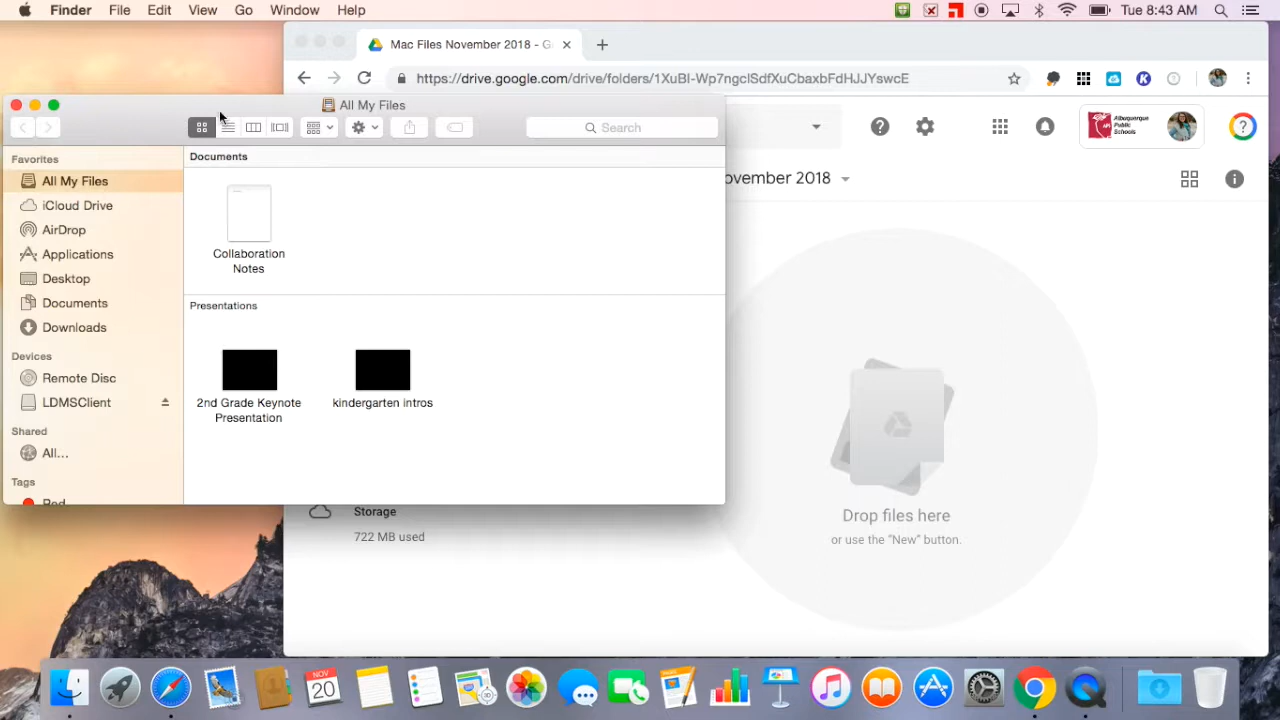 Finder File Edit View Go Window Help Tue 8:43 AM
Mac Files November 2018 - G
https://drive.google.com/drive/folders/1XuBI-Wp7ngclSdfXuCbaxbFdHJJYswcE
All My Files
Search
Albuquerque
Public
Schools
Favorites
All My Files
iCloud Drive
AirDrop
Applications
Desktop
Documents
Downloads
Devices
Remote Disc
LDMSClient
Shared
All...
Tags
Red
Documents
Collaboration
Notes
Presentations
2nd Grade Keynote
Presentation
kindergarten intros
ovember 2018
Storage
722 MB used
Drop files here
or use the “New” button.
NOV
20